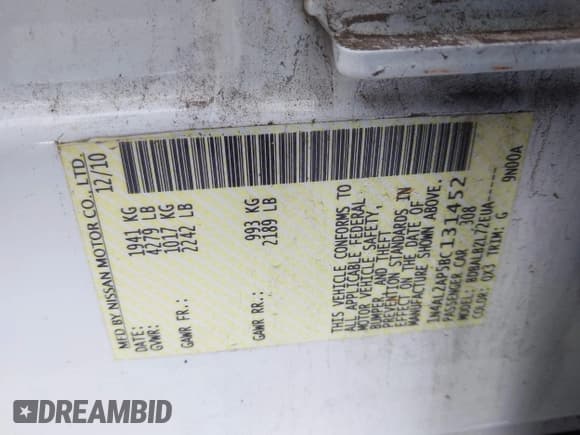 MFD BY NISSAN MOTOR CO., LTD.
12/10
GVWR: 1941 KG
4279 LB
GAWR FR.: 1017 KG
2242 LB
GAWR RR.: 993 KG
2189 LB
THIS VEHICLE CONFORMS TO
ALL APPLICABLE FEDERAL
MOTOR VEHICLE SAFETY,
BUMPER, AND THEFT
PREVENTION STANDARDS IN
EFFECT ON THE DATE OF
MANUFACTURE SHOWN ABOVE.
1N4AL2AP5BC131452
PASSENGER CAR 308
MODEL: BDBALB2L72EUA-----
COLOR: QX3 TRIM: G 9N00A
DREAMBID